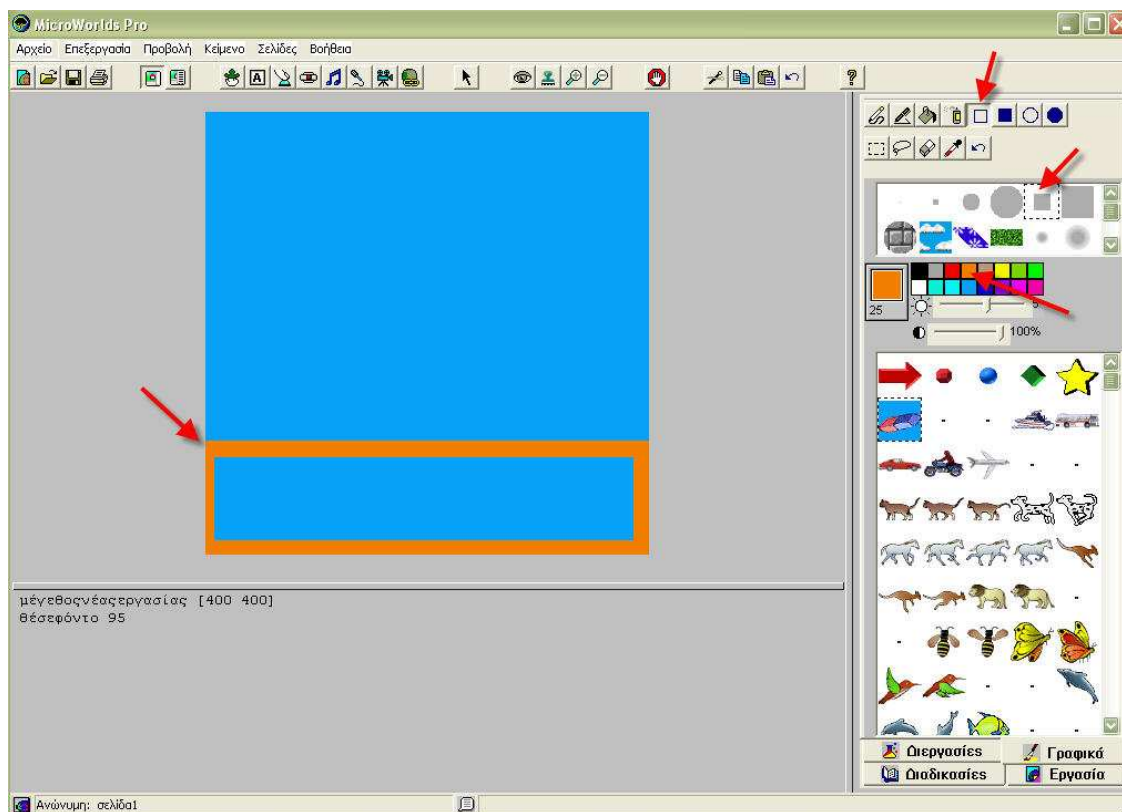 MicroWorlds Pro
Αρχείο Επεξεργασία Προβολή Κείμενο Σελίδες Βοήθεια
25
5
100%
μέγεθοςνέαςεργασίας [400 400]
θέσεφόντο 95
Διεργασίες
Γραφικά
Διαδικασίες
Εργασία
Ανώνυμη: σελίδα1